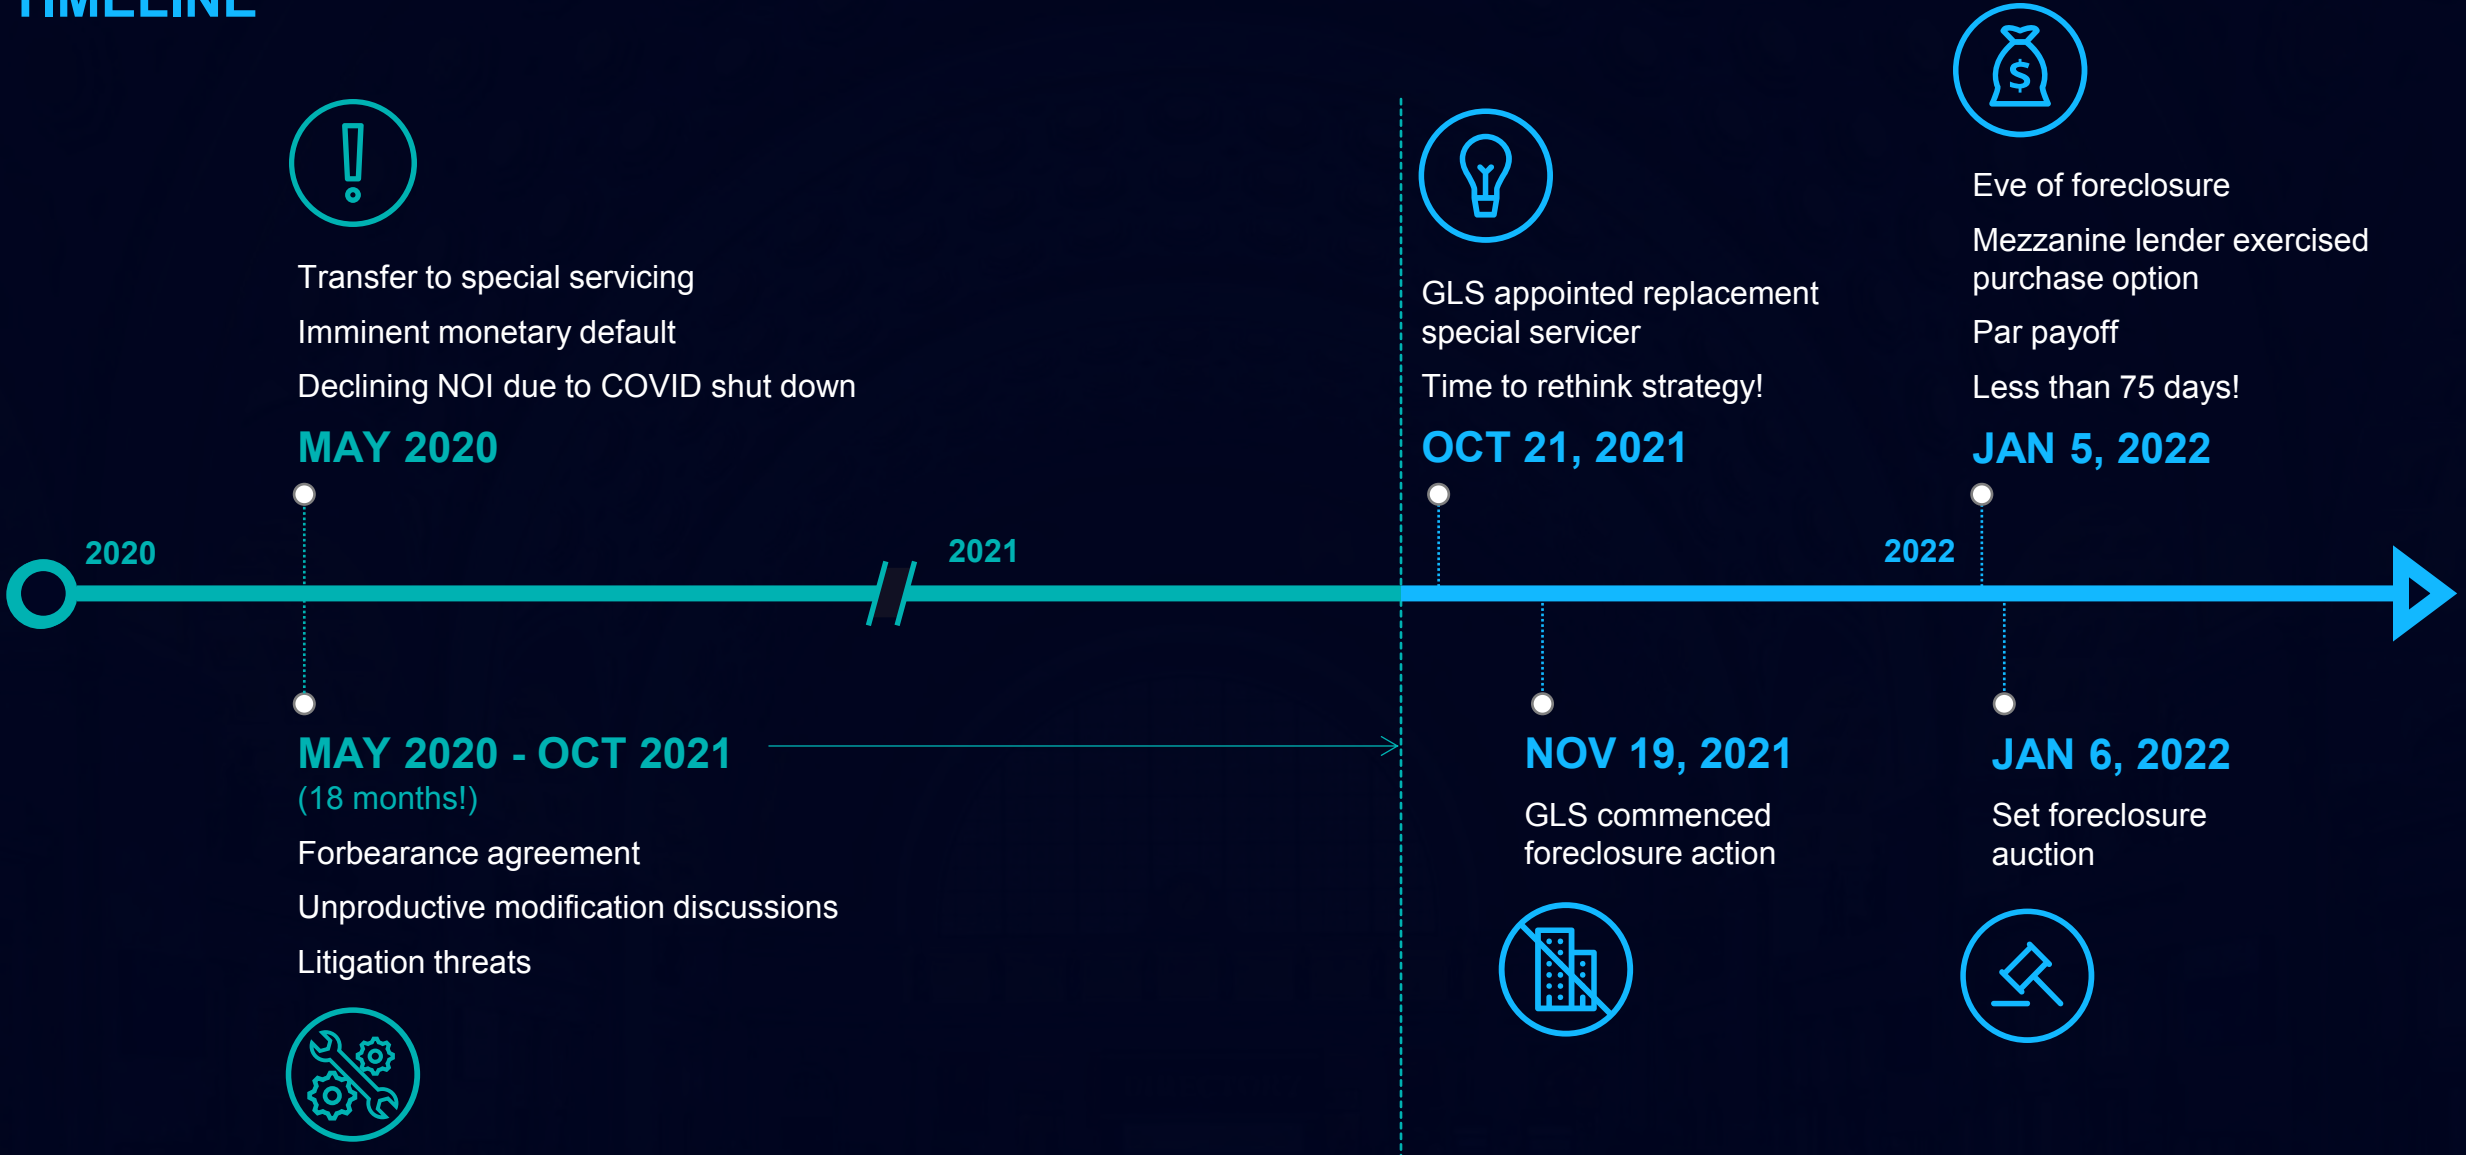 TIMELINE
Transfer to special servicing
Imminent monetary default
Declining NOI due to COVID shut down
MAY 2020
GLS appointed replacement
special servicer
Time to rethink strategy!
OCT 21, 2021
$
Eve of foreclosure
Mezzanine lender exercised
purchase option
Par payoff
Less than 75 days!
JAN 5, 2022
2020
2021
2022
MAY 2020 - OCT 2021
(18 months!)
Forbearance agreement
Unproductive modification discussions
Litigation threats
NOV 19, 2021
GLS commenced
foreclosure action
JAN 6, 2022
Set foreclosure
auction